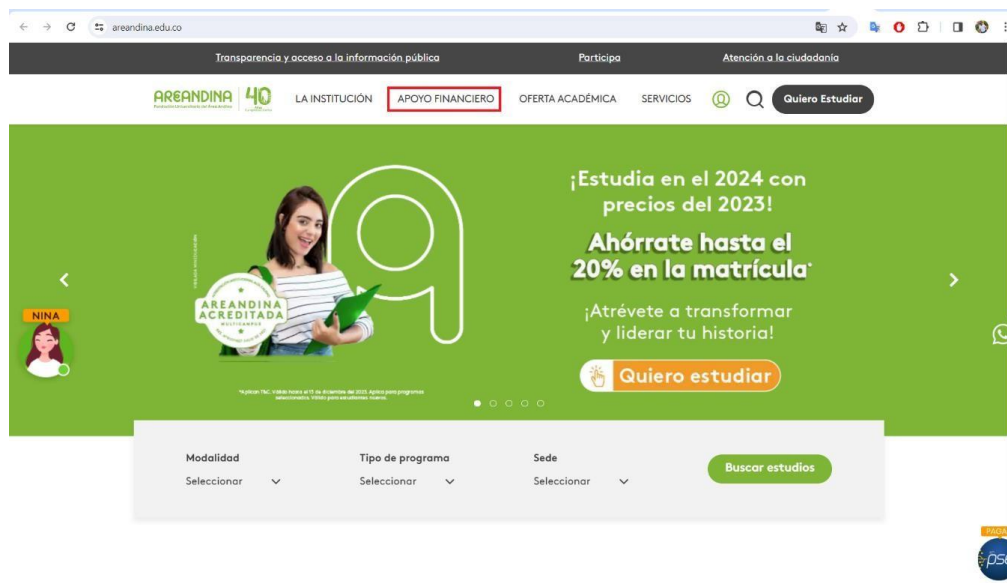 areandina.edu.co
Transparencia y acceso a la información pública
Participa
Atención a la ciudadanía
AREANDINA
40
LA INSTITUCIÓN
APOYO FINANCIERO
OFERTA ACADÉMICA
SERVICIOS
Quiero Estudiar
¡Estudia en el 2024 con
precios del 2023!
Ahórrate hasta el
20% en la matrícula*
¡Atrévete a transformar
y liderar tu historia!
Quiero estudiar
AREANDINA
ACREDITADA
MULTICAMPUS
NINA
Modalidad
Seleccionar
Tipo de programa
Seleccionar
Sede
Seleccionar
Buscar estudios